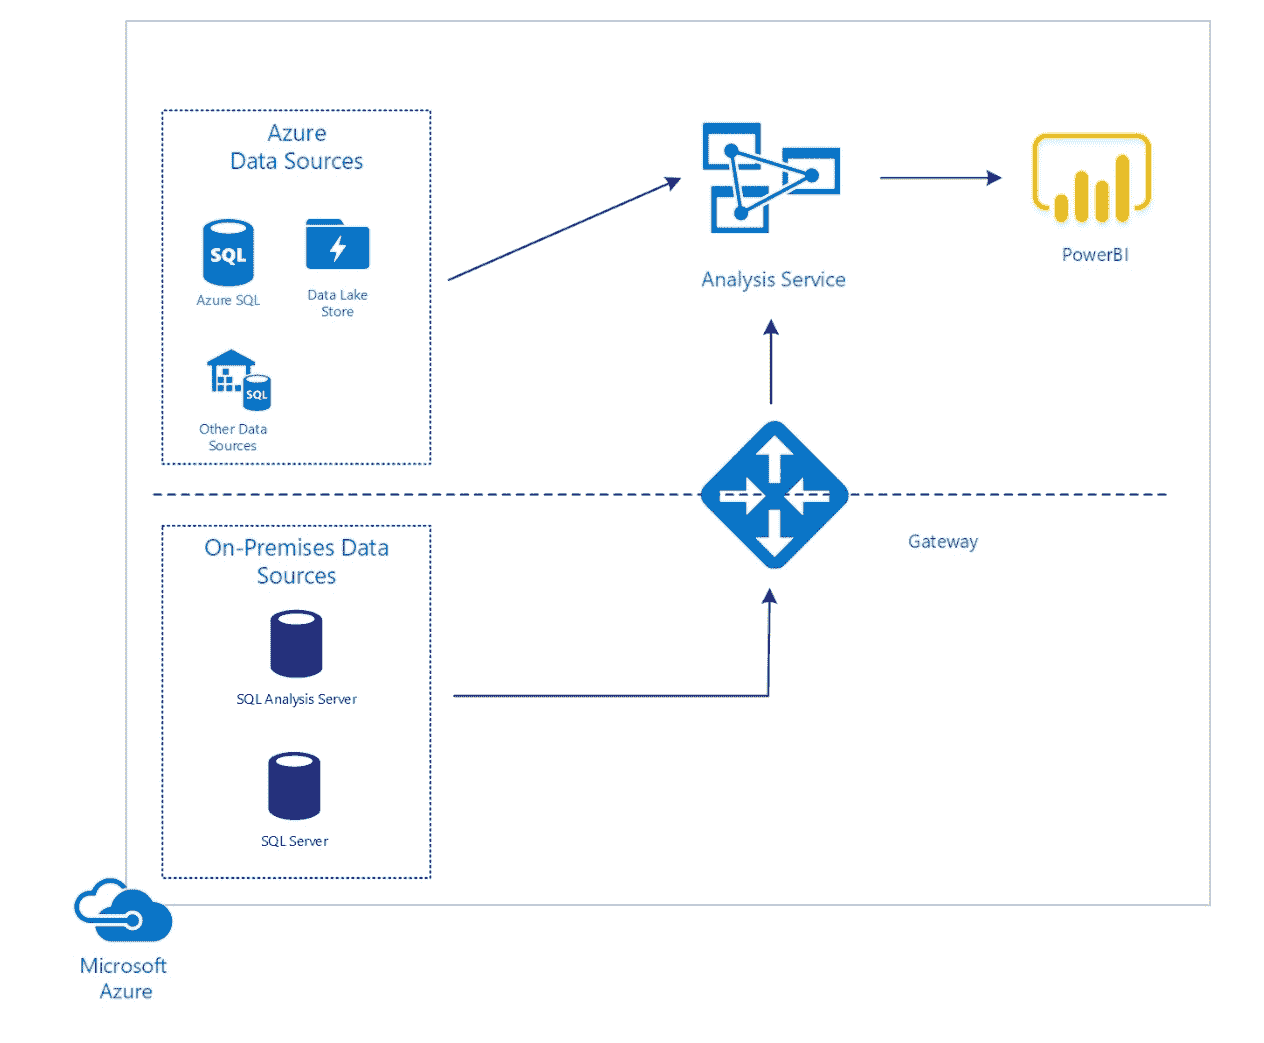 Azure
Data Sources
SQL
Azure SQL
Data Lake
Store
SQL
Other Data
Sources
Analysis Service
PowerBI
Gateway
On-Premises Data
Sources
SQL Analysis Server
SQL Server
Microsoft
Azure